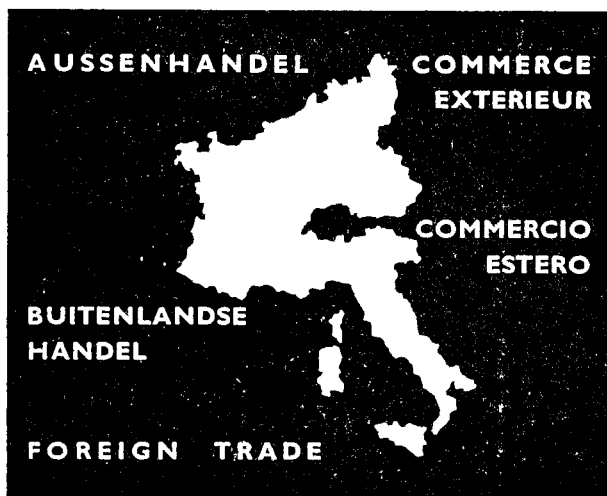 AUSSENHANDEL
COMMERCE
EXTERIEUR
COMMERCIO
ESTERO
BUITENLANDSE
HANDEL
FOREIGN TRADE